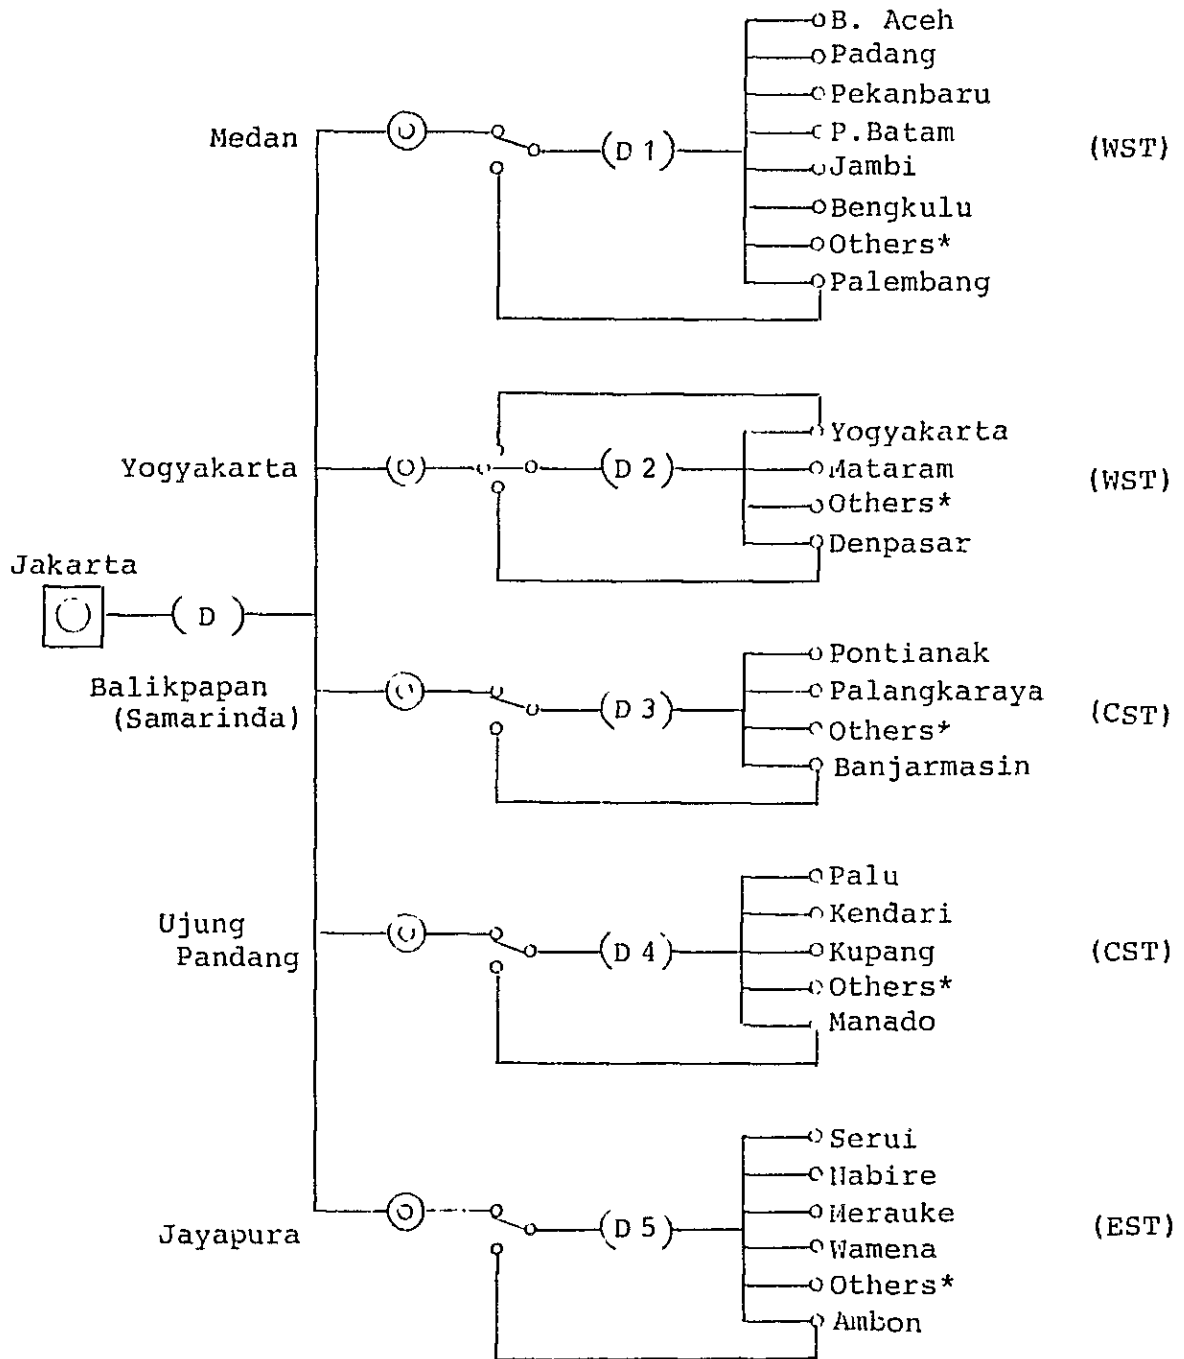 B. Aceh
Padang
Pekanbaru
Medan
P.Batam
(D 1)
(WST)
Jambi
Bengkulu
Others*
Palembang
Yogyakarta
Yogyakarta
(D 2)
Mataram
(WST)
Others*
Denpasar
Jakarta
(D)
Pontianak
Balikpapan
(Samarinda)
(D 3)
Palangkaraya
(CST)
Others*
Banjarmasin
Palu
Ujung
Pandang
Kendari
(D 4)
Kupang
(CST)
Others*
Manado
Serui
Nabire
Jayapura
(D 5)
Merauke
(EST)
Wamena
Others*
Ambon